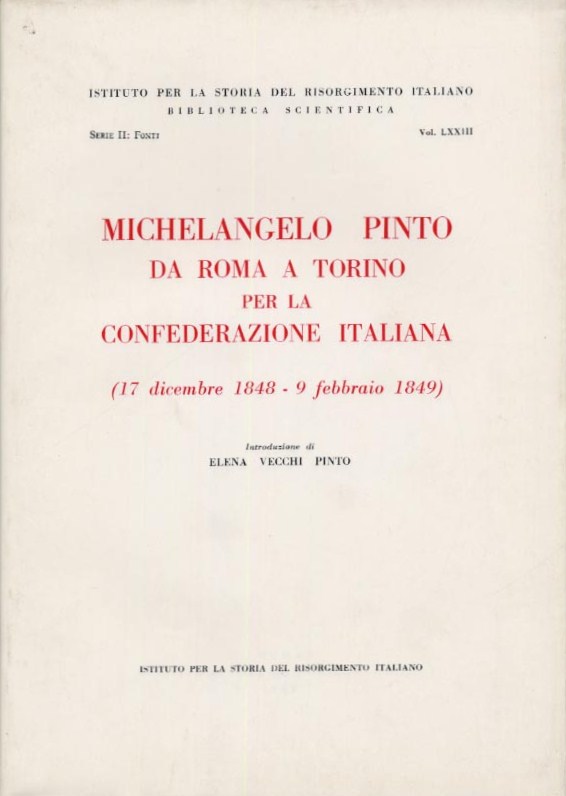 ISTITUTO PER LA STORIA DEL RISORGIMENTO ITALIANO
BIBLIOTECA SCIENTIFICA
SERIE II: FONTI Vol. LXXIII
MICHELANGELO PINTO
DA ROMA A TORINO
PER LA
CONFEDERAZIONE ITALIANA
(17 dicembre 1848 - 9 febbraio 1849)
Introduzione di
ELENA VECCHI PINTO
ISTITUTO PER LA STORIA DEL RISORGIMENTO ITALIANO